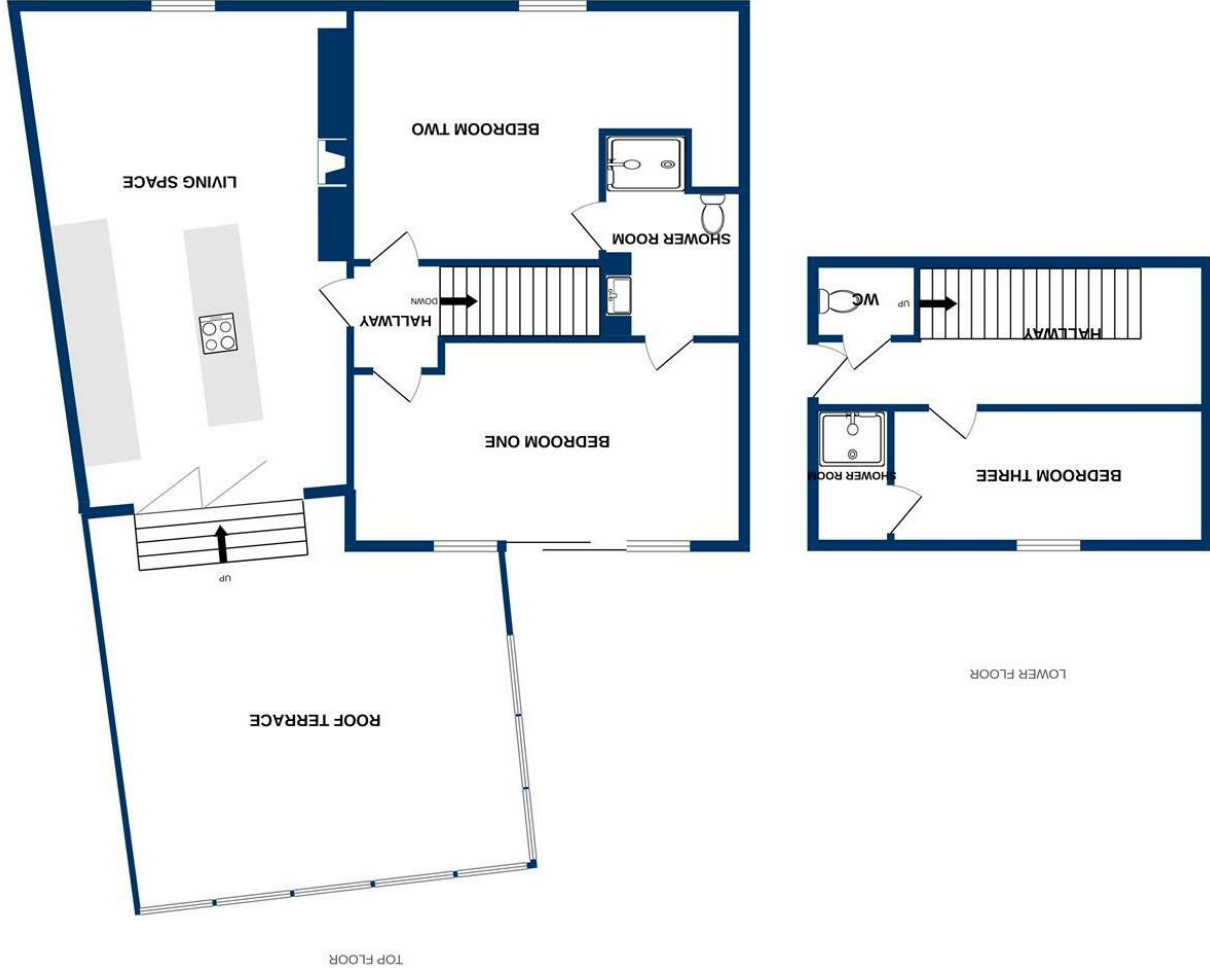 TOP FLOOR
ROOF TERRACE
UP
BEDROOM ONE
HALLWAY
DOWN
SHOWER ROOM
LIVING SPACE
BEDROOM TWO
LOWER FLOOR
BEDROOM THREE
SHOWER ROOM
HALLWAY
UP
WC